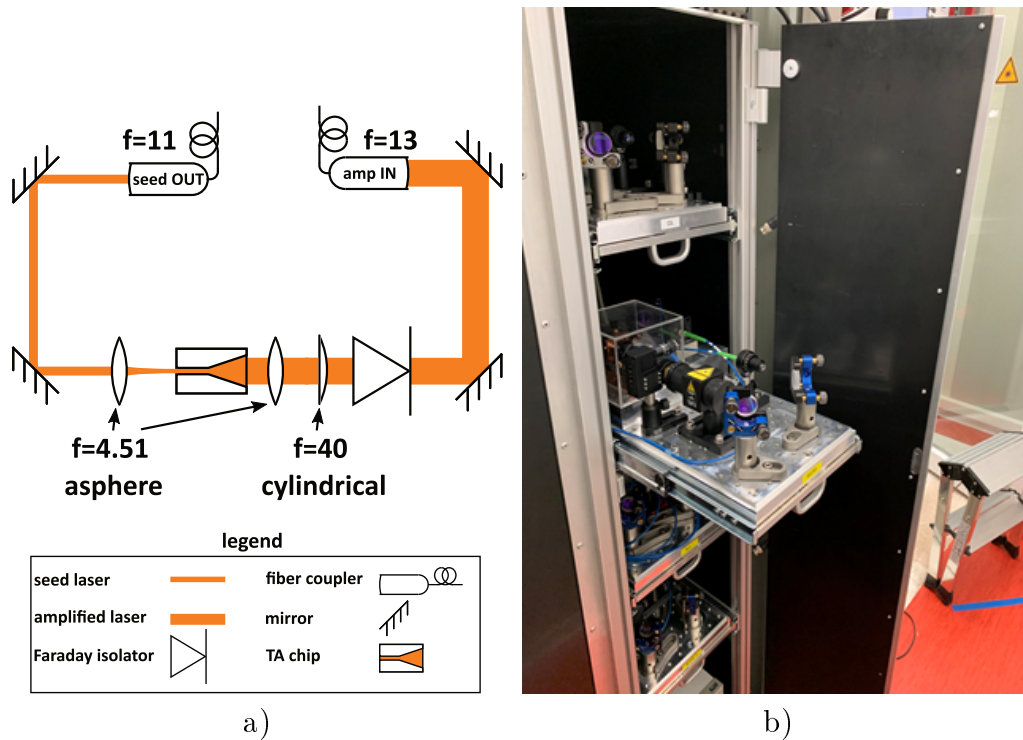 f=11
f=13
seed OUT
amp IN
f=4.51
f=40
asphere
cylindrical
legend
seed laser
fiber coupler
amplified laser
mirror
Faraday isolator
TA chip
a)
b)